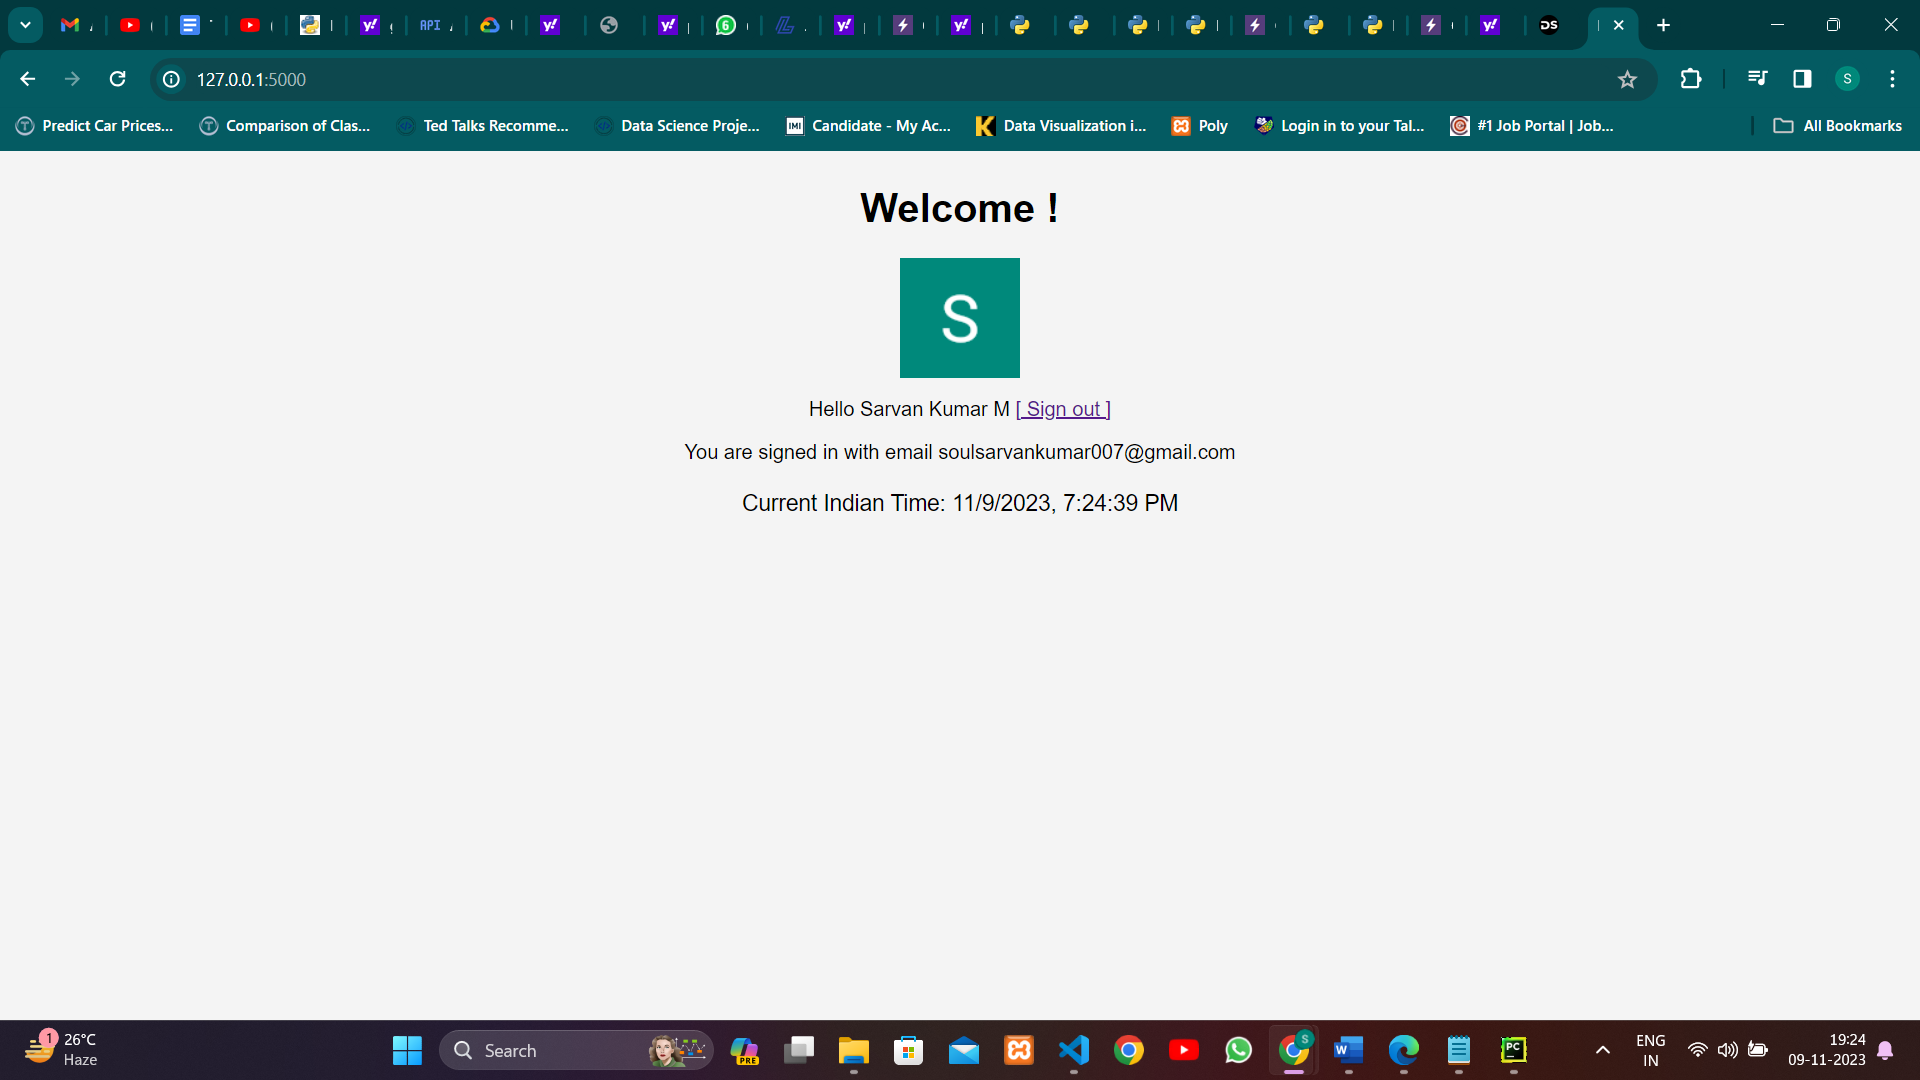 127.0.0.1:5000
Predict Car Prices...
Comparison of Clas...
Ted Talks Recomme...
Data Science Proje...
Candidate - My Ac...
Data Visualization i...
Poly
Login in to your Tal...
#1 Job Portal | Job...
All Bookmarks
Welcome !
S
Hello Sarvan Kumar M [ Sign out ]
You are signed in with email soulsarvankumar007@gmail.com
Current Indian Time: 11/9/2023, 7:24:39 PM
1
26°C
Haze
Search
PRE
ENG
IN
19:24
09-11-2023